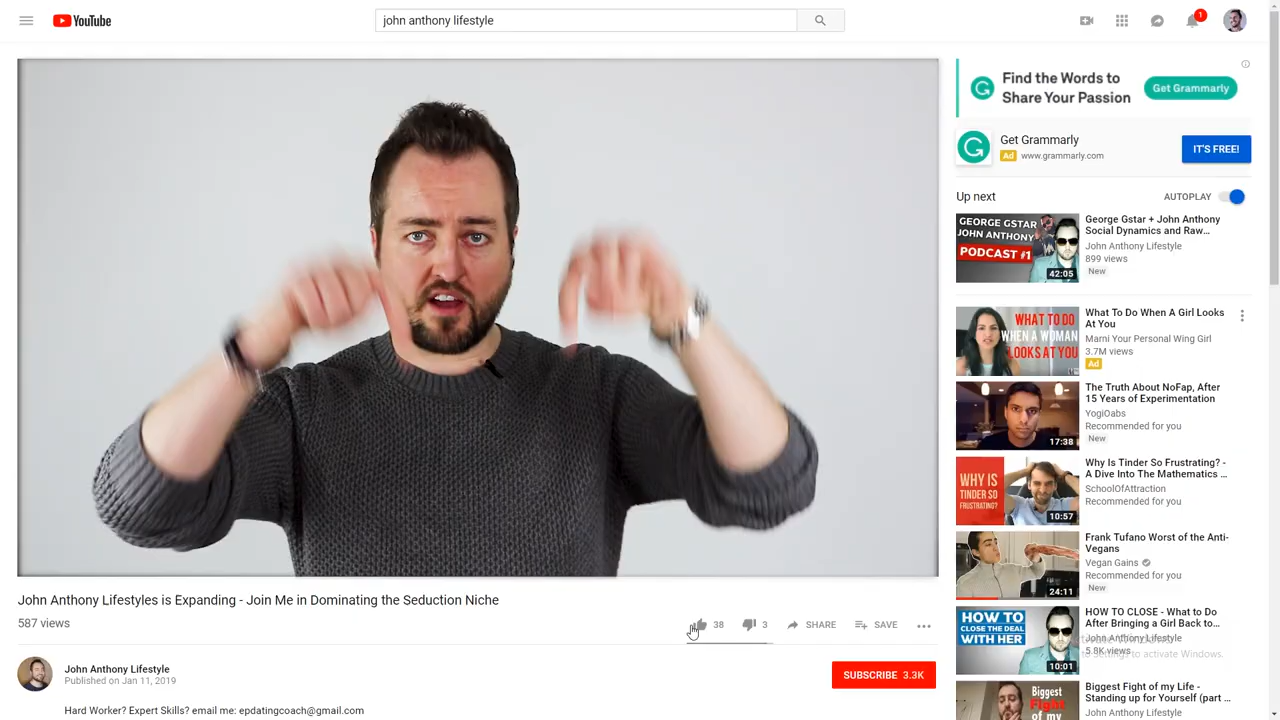 YouTube
john anthony lifestyle
1
Find the Words to
Share Your Passion
Get Grammarly
Get Grammarly
Ad www.grammarly.com
IT'S FREE!
Up next
AUTOPLAY
GEORGE GSTAR
JOHN ANTHONY
PODCAST #1
42:05
George Gstar + John Anthony
Social Dynamics and Raw...
John Anthony Lifestyle
899 views
New
WHAT TO DO
WHEN A WOMAN
LOOKS AT YOU
What To Do When A Girl Looks
At You
Marni Your Personal Wing Girl
3.7M views
Ad
17:38
The Truth About NoFap, After
15 Years of Experimentation
YogiOabs
Recommended for you
New
WHY IS
TINDER SO
FRUSTRATING?
10:57
Why Is Tinder So Frustrating? -
A Dive Into The Mathematics ...
SchoolOfAttraction
Recommended for you
24:11
Frank Tufano Worst of the Anti-
Vegans
Vegan Gains
Recommended for you
New
HOW TO
CLOSE THE DEAL
WITH HER
10:01
HOW TO CLOSE - What to Do
After Bringing a Girl Back to...
John Anthony Lifestyle
5.8K views
to activate Windows.
Biggest
Fight
of my
Biggest Fight of my Life -
Standing up for Yourself (part ...
John Anthony Lifestyle
John Anthony Lifestyles is Expanding - Join Me in Dominating the Seduction Niche
587 views
38
3
SHARE
SAVE
John Anthony Lifestyle
Published on Jan 11, 2019
SUBSCRIBE 3.3K
Hard Worker? Expert Skills? email me: epdatingcoach@gmail.com